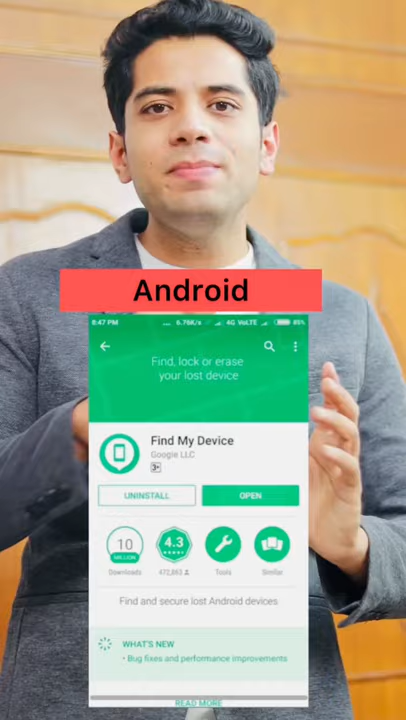 Android
8:47 PM ... 6.76K/s 4G VoLTE 85%
Find, lock or erase
your lost device
Find My Device
Google LLC
3+
UNINSTALL OPEN
10 MILLION 4.3
Downloads 472,863 Tools Similar
Find and secure lost Android devices
WHAT'S NEW
• Bug fixes and performance improvements
READ MORE